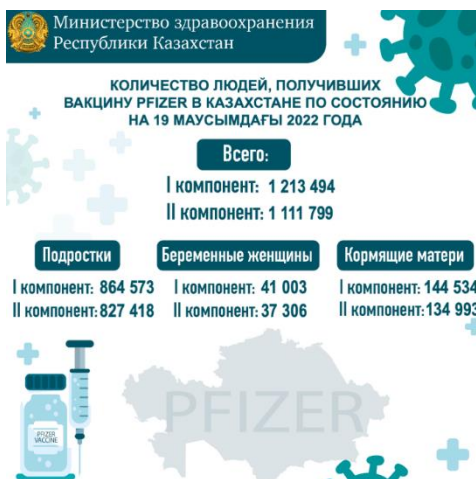 Министерство здравоохранения
Республики Казахстан
КОЛИЧЕСТВО ЛЮДЕЙ, ПОЛУЧИВШИХ
ВАКЦИНУ PFIZER В КАЗАХСТАНЕ ПО СОСТОЯНИЮ
НА 19 МАУСЫМДАҒЫ 2022 ГОДА
Всего:
I компонент: 1 213 494
II компонент: 1 111 799
Подростки
I компонент: 864 573
II компонент: 827 418
Беременные женщины
I компонент: 41 003
II компонент: 37 306
Кормящие матери
I компонент: 144 534
II компонент: 134 993
PFIZER
PFIZER
VACCINE